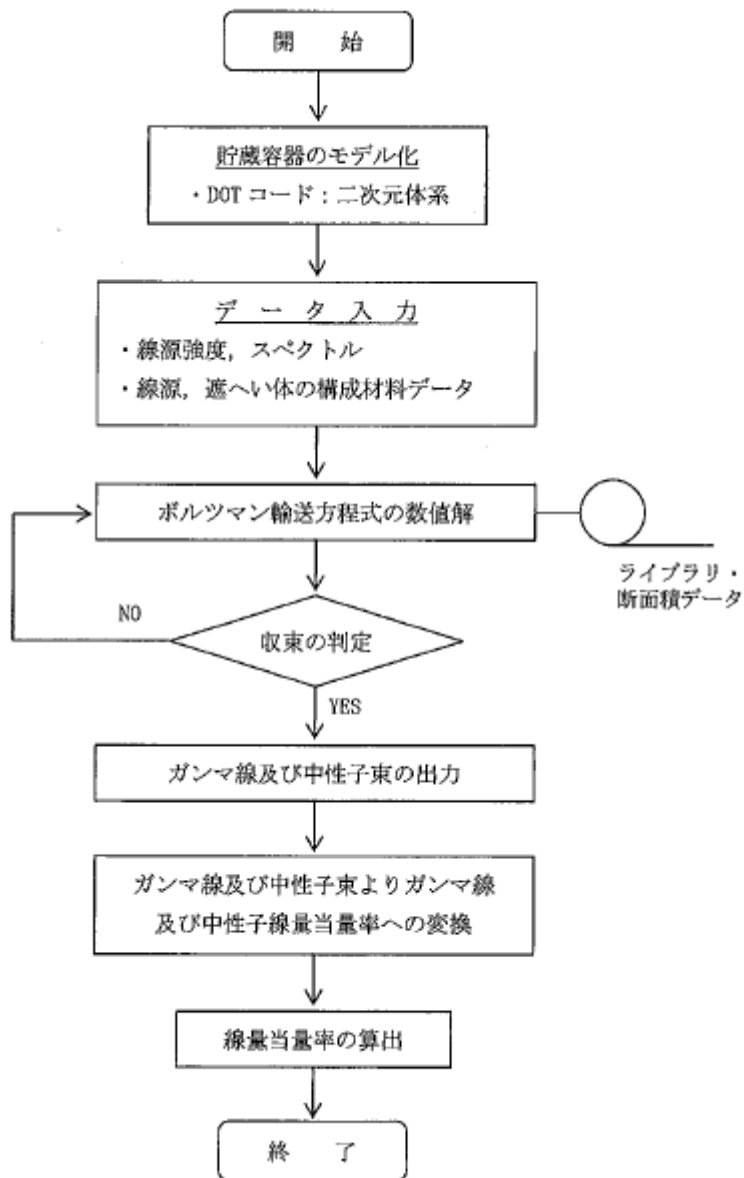 開 始
貯蔵容器のモデル化
・DOT コード：二次元体系
デ ー タ 入 力
・線源強度，スペクトル
・線源，遮へい体の構成材料データ
ボルツマン輸送方程式の数値解
ライブラリ・
断面積データ
NO
収束の判定
YES
ガンマ線及び中性子束の出力
ガンマ線及び中性子束よりガンマ線
及び中性子線量当量率への変換
線量当量率の算出
終 了